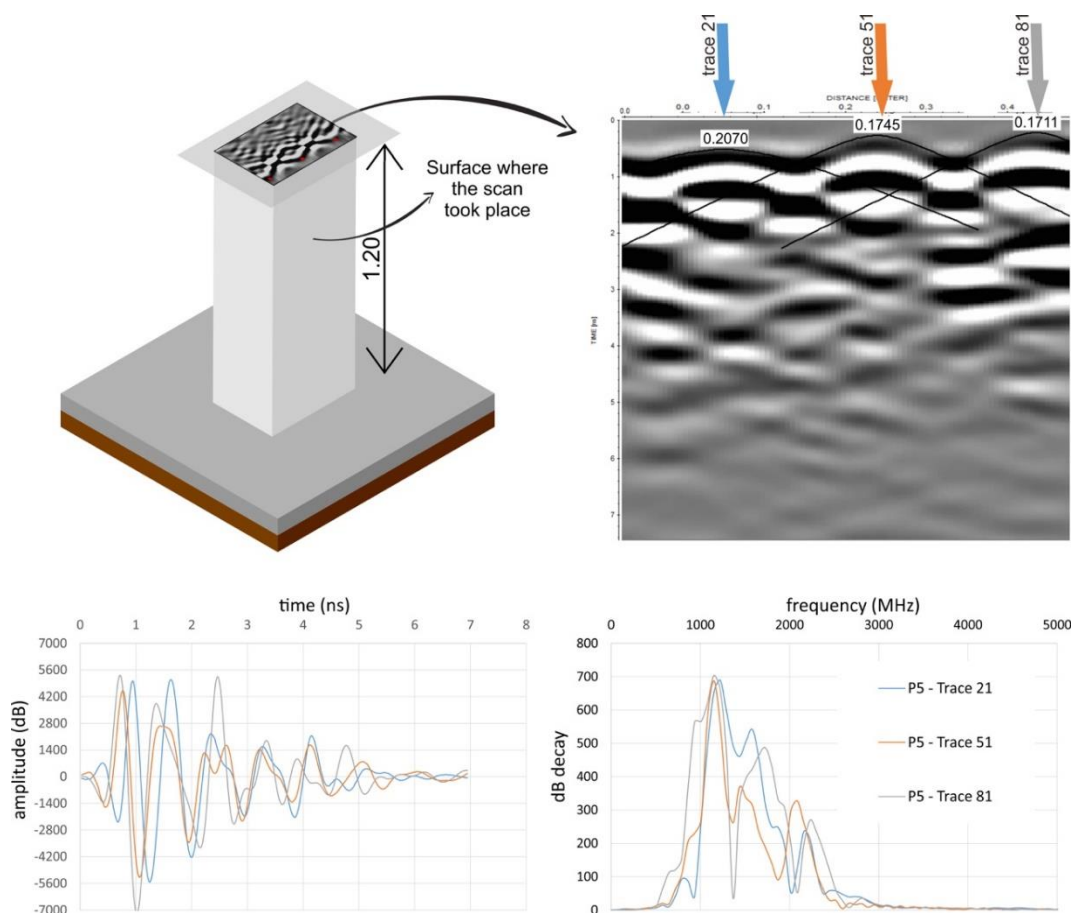 trace 21
trace 51
trace 81
Surface where
the scan
took place
1.20
0.0 0.0 0.1 0.2 0.3 0.4
0.2070
0.1745
0.1711
TIME [ns]
0
1
2
3
4
5
6
7
time (ns)
0 1 2 3 4 5 6 7 8
amplitude (dB)
7000
5600
4200
2800
1400
0
-1400
-2800
-4200
-5600
-7000
frequency (MHz)
0 1000 2000 3000 4000 5000
dB decay
800
700
600
500
400
300
200
100
0
P5 - Trace 21
P5 - Trace 51
P5 - Trace 81